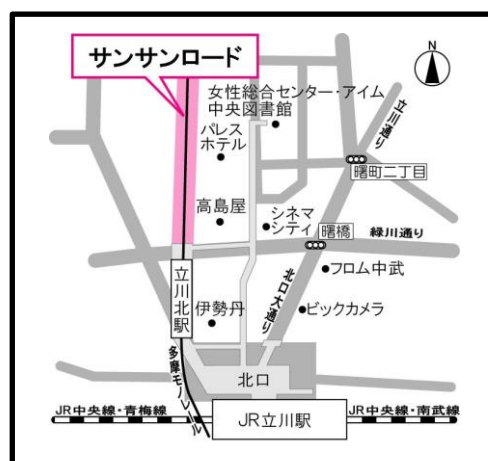 サンサンロード
N
女性総合センター・アイム
中央図書館
パレス
ホテル
立川通り
曙町二丁目
高島屋
シネマ
シティ
曙橋
緑川通り
フロム中武
立川北駅
伊勢丹
北口大通り
ビックカメラ
多摩モノレール
北口
JR中央線・青梅線
JR立川駅
JR中央線・南武線